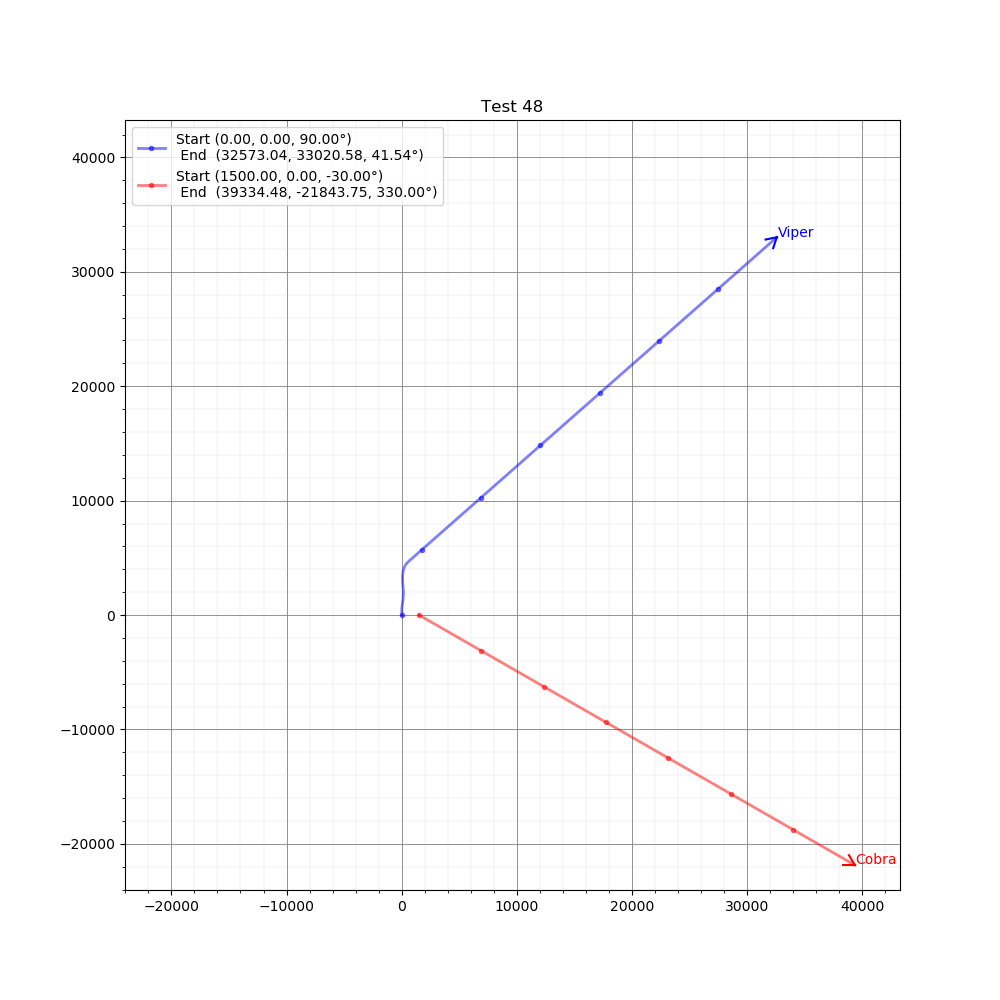 Test 48
Start (0.00, 0.00, 90.00°)
End  (32573.04, 33020.58, 41.54°)
Start (1500.00, 0.00, -30.00°)
End  (39334.48, -21843.75, 330.00°)
40000
30000
20000
10000
0
−10000
−20000
Viper
Cobra
−20000 −10000 0 10000 20000 30000 40000